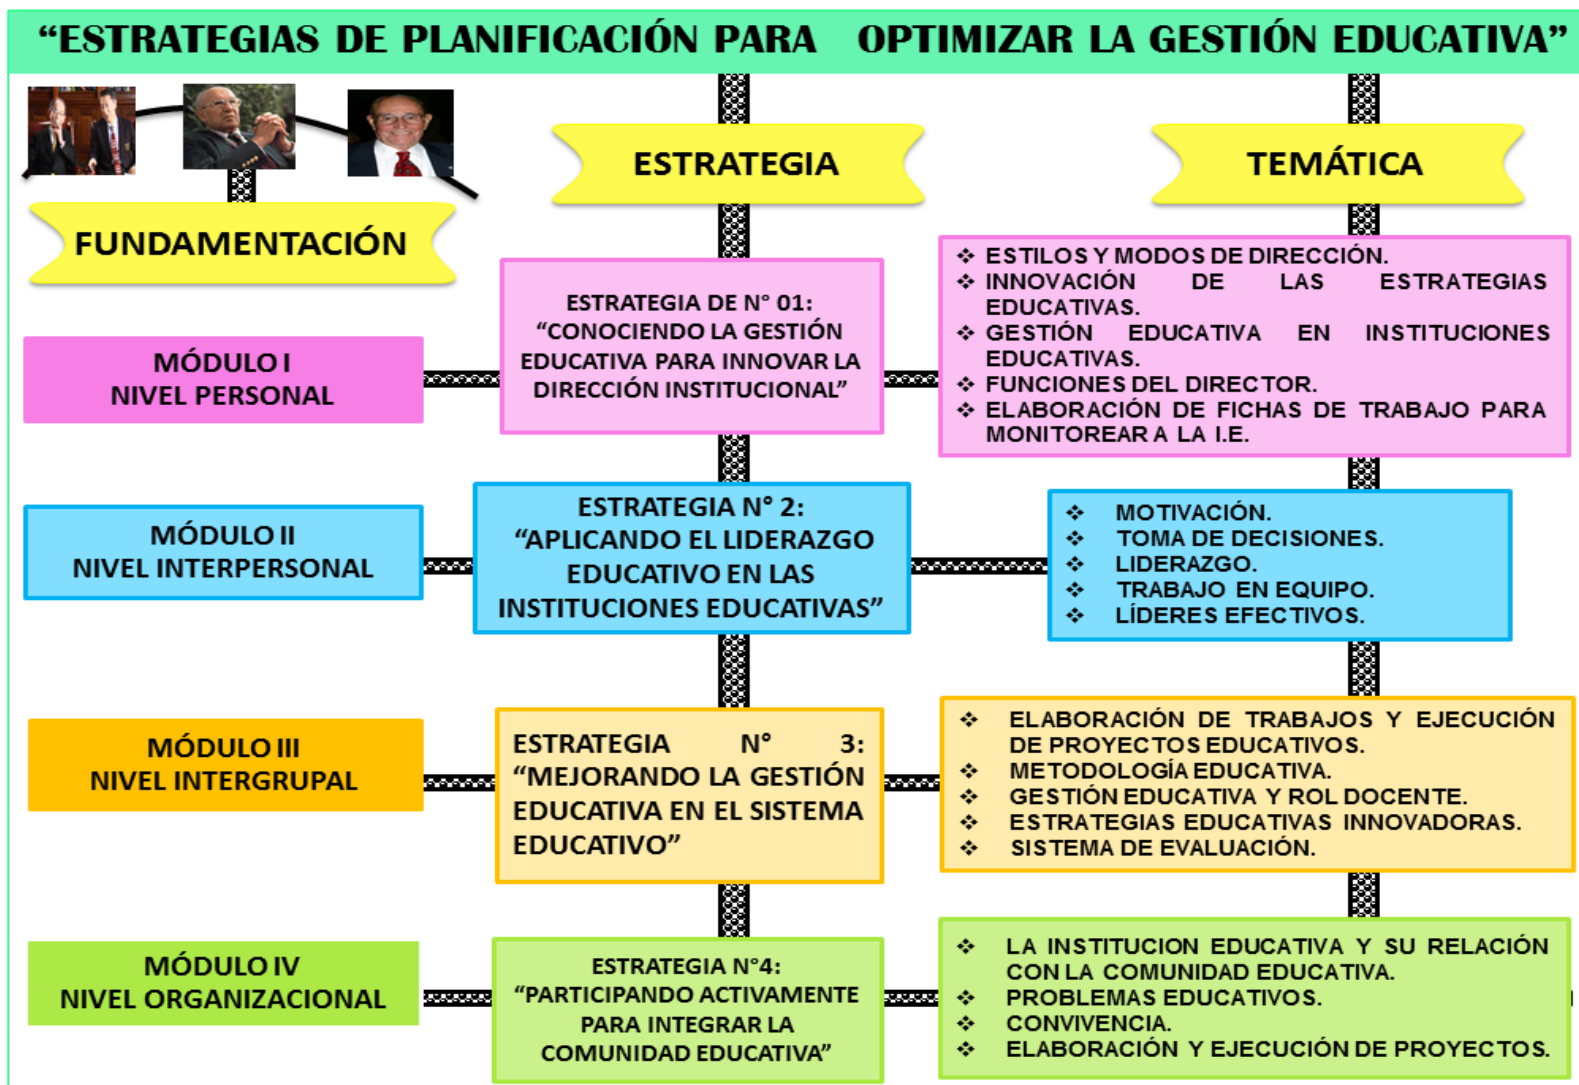 “ESTRATEGIAS DE PLANIFICACIÓN PARA OPTIMIZAR LA GESTIÓN EDUCATIVA”
FUNDAMENTACIÓN
ESTRATEGIA
TEMÁTICA
MÓDULO I
NIVEL PERSONAL
ESTRATEGIA DE N° 01:
“CONOCIENDO LA GESTIÓN
EDUCATIVA PARA INNOVAR LA
DIRECCIÓN INSTITUCIONAL”
❖ ESTILOS Y MODOS DE DIRECCIÓN.
❖ INNOVACIÓN DE LAS ESTRATEGIAS
EDUCATIVAS.
❖ GESTIÓN EDUCATIVA EN INSTITUCIONES
EDUCATIVAS.
❖ FUNCIONES DEL DIRECTOR.
❖ ELABORACIÓN DE FICHAS DE TRABAJO PARA
MONITOREAR A LA I.E.
MÓDULO II
NIVEL INTERPERSONAL
ESTRATEGIA N° 2:
“APLICANDO EL LIDERAZGO
EDUCATIVO EN LAS
INSTITUCIONES EDUCATIVAS”
❖ MOTIVACIÓN.
❖ TOMA DE DECISIONES.
❖ LIDERAZGO.
❖ TRABAJO EN EQUIPO.
❖ LÍDERES EFECTIVOS.
MÓDULO III
NIVEL INTERGRUPAL
ESTRATEGIA N° 3:
“MEJORANDO LA GESTIÓN
EDUCATIVA EN EL SISTEMA
EDUCATIVO”
❖ ELABORACIÓN DE TRABAJOS Y EJECUCIÓN
DE PROYECTOS EDUCATIVOS.
❖ METODOLOGÍA EDUCATIVA.
❖ GESTIÓN EDUCATIVA Y ROL DOCENTE.
❖ ESTRATEGIAS EDUCATIVAS INNOVADORAS.
❖ SISTEMA DE EVALUACIÓN.
MÓDULO IV
NIVEL ORGANIZACIONAL
ESTRATEGIA N°4:
“PARTICIPANDO ACTIVAMENTE
PARA INTEGRAR LA
COMUNIDAD EDUCATIVA”
❖ LA INSTITUCION EDUCATIVA Y SU RELACIÓN
CON LA COMUNIDAD EDUCATIVA.
❖ PROBLEMAS EDUCATIVOS.
❖ CONVIVENCIA.
❖ ELABORACIÓN Y EJECUCIÓN DE PROYECTOS.